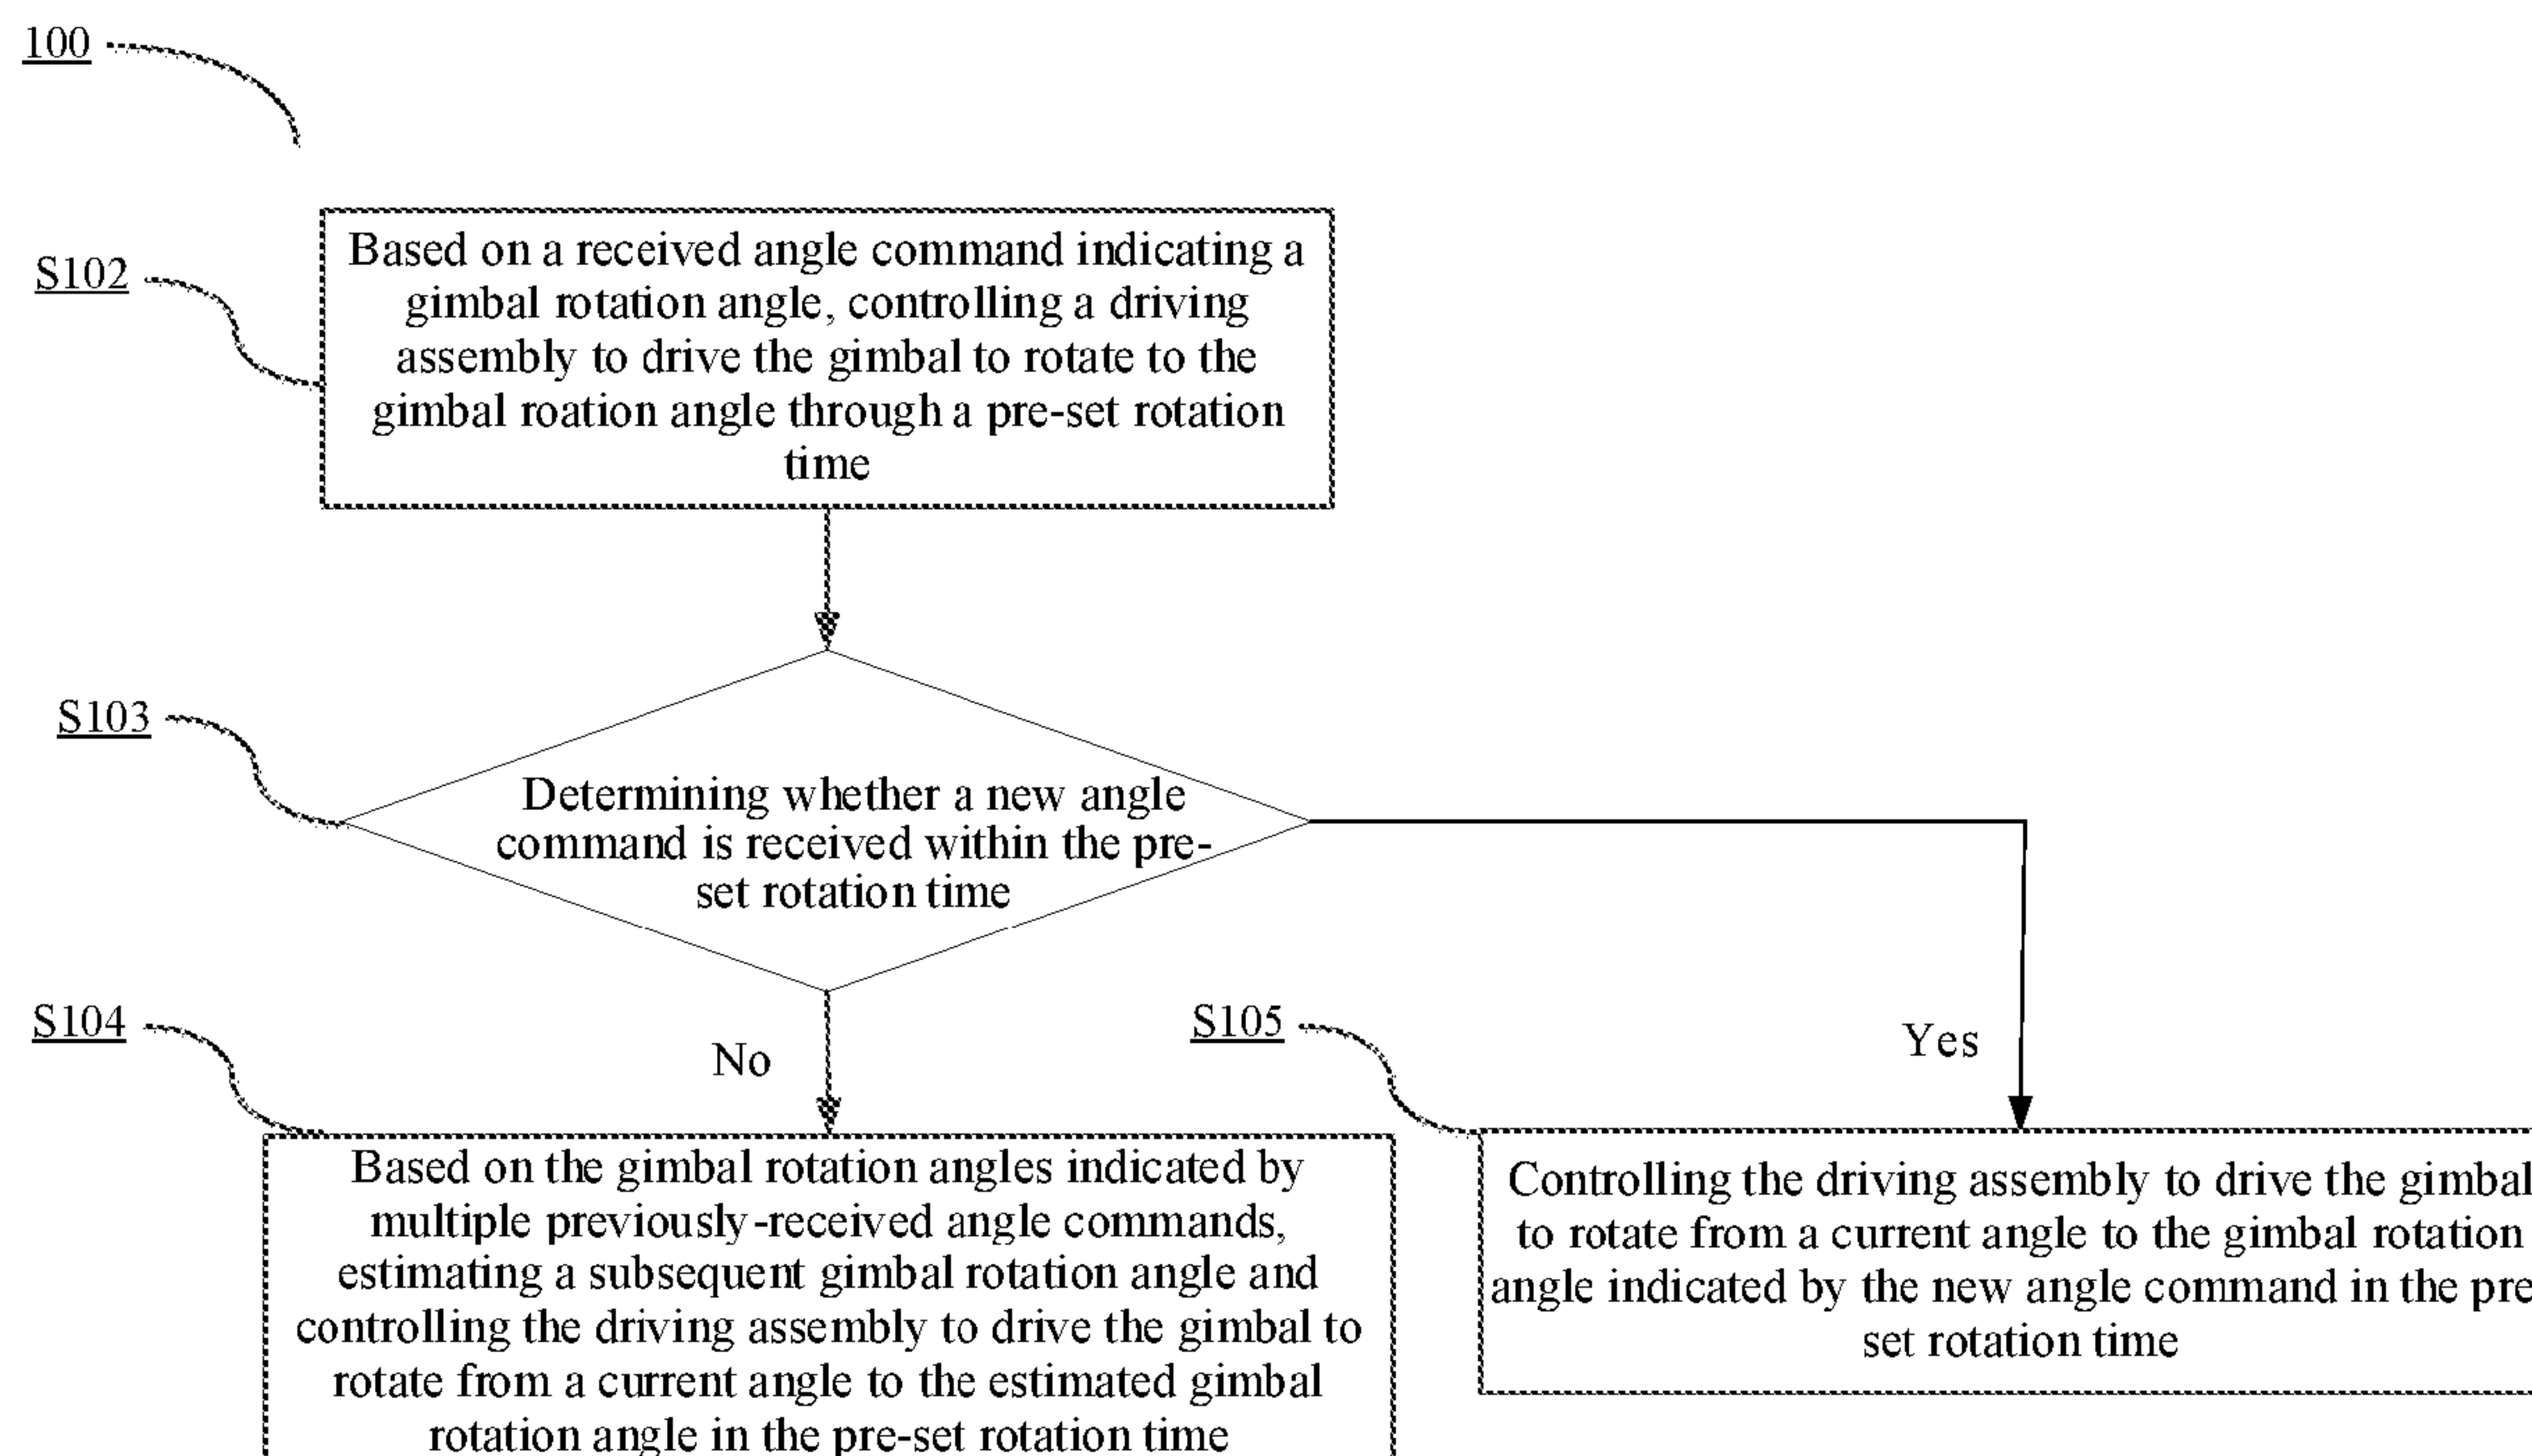 100
S102
Based on a received angle command indicating a
gimbal rotation angle, controlling a driving
assembly to drive the gimbal to rotate to the
gimbal roation angle through a pre-set rotation
time
S103
Determining whether a new angle
command is received within the pre-
set rotation time
S104
No
S105
Yes
Based on the gimbal rotation angles indicated by
multiple previously-received angle commands,
estimating a subsequent gimbal rotation angle and
controlling the driving assembly to drive the gimbal to
rotate from a current angle to the estimated gimbal
rotation angle in the pre-set rotation time
Controlling the driving assembly to drive the gimbal
to rotate from a current angle to the gimbal rotation
angle indicated by the new angle command in the pre
set rotation time